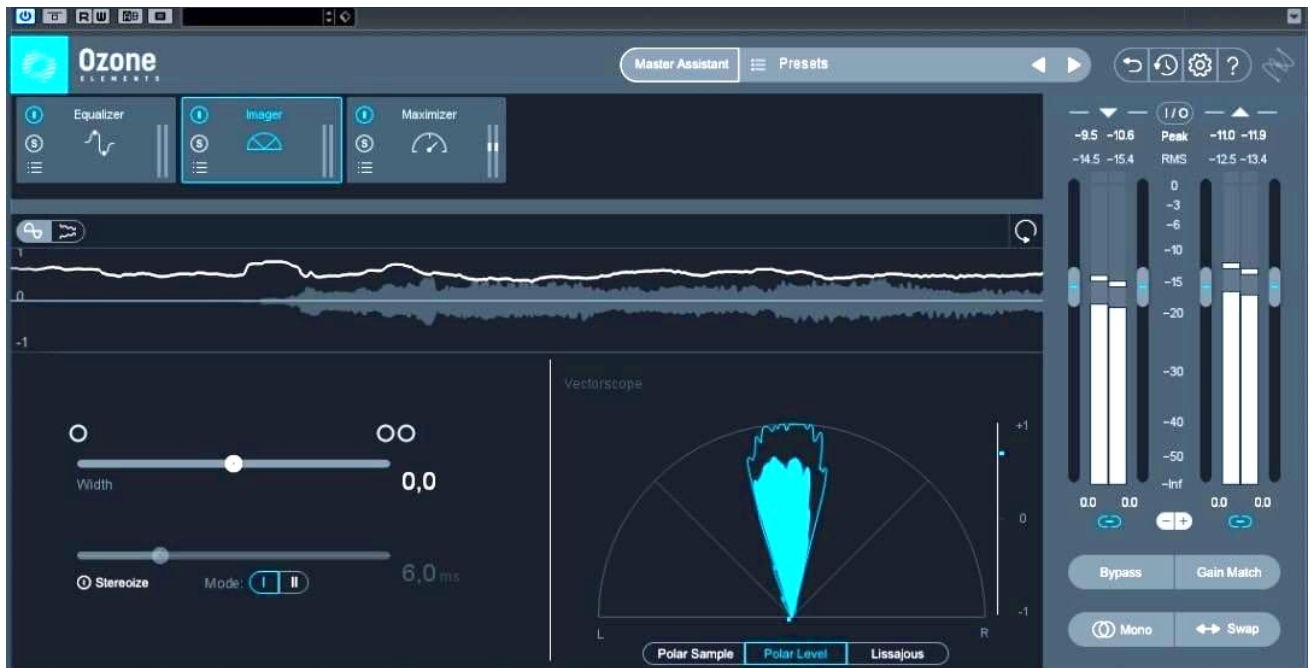 R W
Ozone
ELEMENTS
Master Assistant Presets ?
Equalizer Imager Maximizer
S S S
I/O
-9.5 -10.6 Peak -11.0 -11.9
-14.5 -15.4 RMS -12.5 -13.4
0
-3
-6
-10
-15
-20
-30
-40
-50
-Inf
0.0 0.0 0.0 0.0
- +
Bypass Gain Match
Mono Swap
1
0
-1
Width 0,0
Stereoize Mode: I II 6,0 ms
Vectorscope
+1
0
-1
L R
Polar Sample Polar Level Lissajous